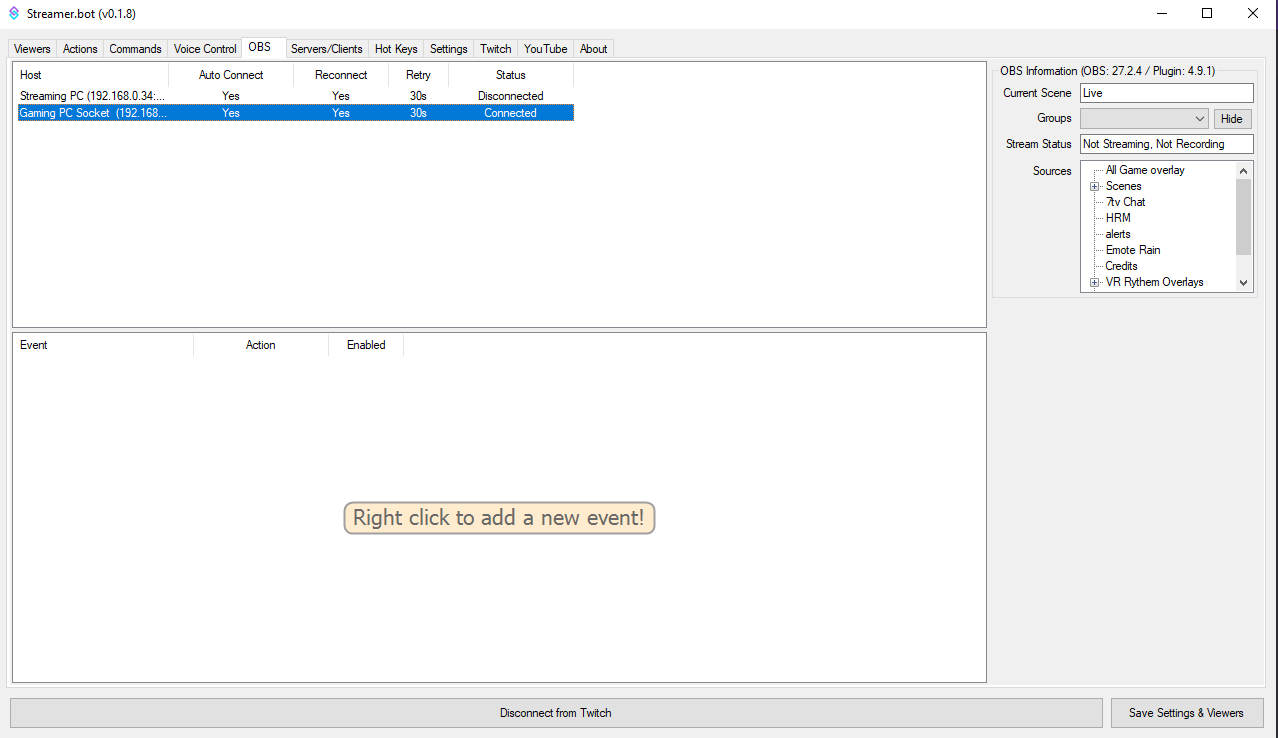 Streamer.bot (v0.1.8)
Viewers Actions Commands Voice Control OBS Servers/Clients Hot Keys Settings Twitch YouTube About
Host Auto Connect Reconnect Retry Status
Streaming PC (192.168.0.34:... Yes Yes 30s Disconnected
Gaming PC Socket (192.168... Yes Yes 30s Connected
OBS Information (OBS: 27.2.4 / Plugin: 4.9.1)
Current Scene Live
Groups Hide
Stream Status Not Streaming, Not Recording
Sources All Game overlay
Scenes
7tv Chat
HRM
alerts
Emote Rain
Credits
VR Rythem Overlays
Event Action Enabled
Right click to add a new event!
Disconnect from Twitch Save Settings & Viewers